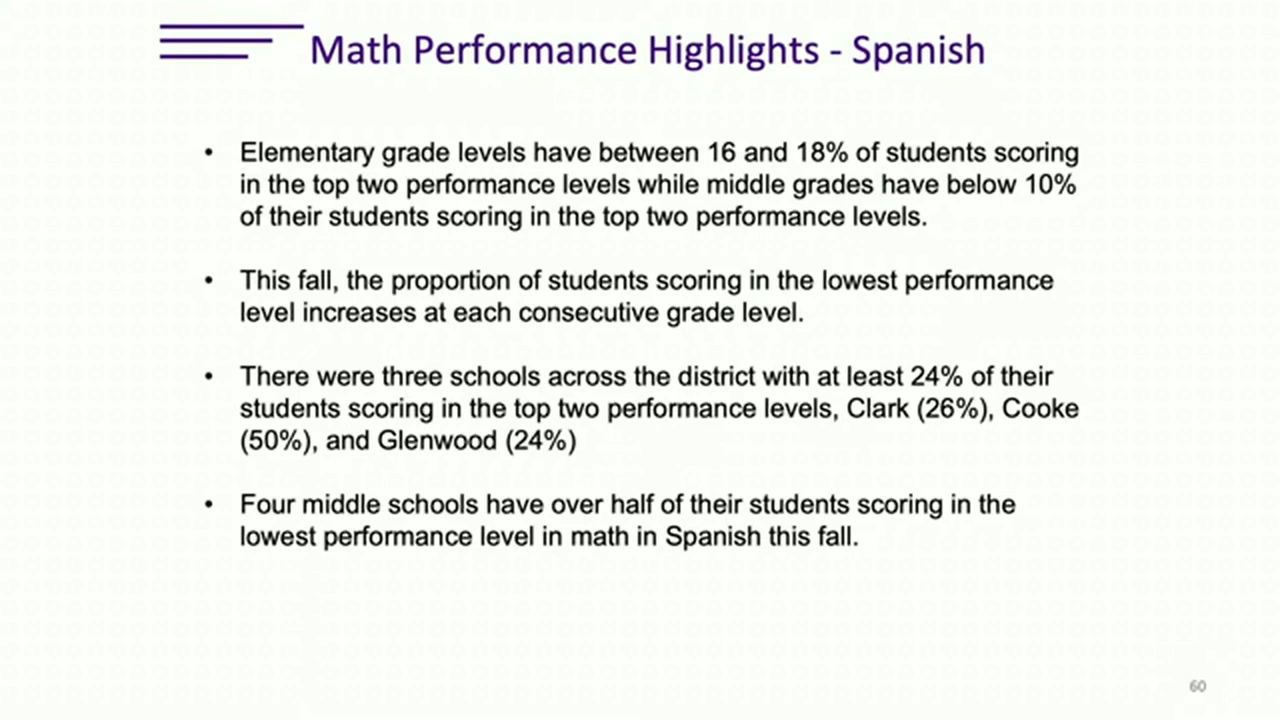 Math Performance Highlights - Spanish
• Elementary grade levels have between 16 and 18% of students scoring
in the top two performance levels while middle grades have below 10%
of their students scoring in the top two performance levels.
• This fall, the proportion of students scoring in the lowest performance
level increases at each consecutive grade level.
• There were three schools across the district with at least 24% of their
students scoring in the top two performance levels, Clark (26%), Cooke
(50%), and Glenwood (24%)
• Four middle schools have over half of their students scoring in the
lowest performance level in math in Spanish this fall.
60